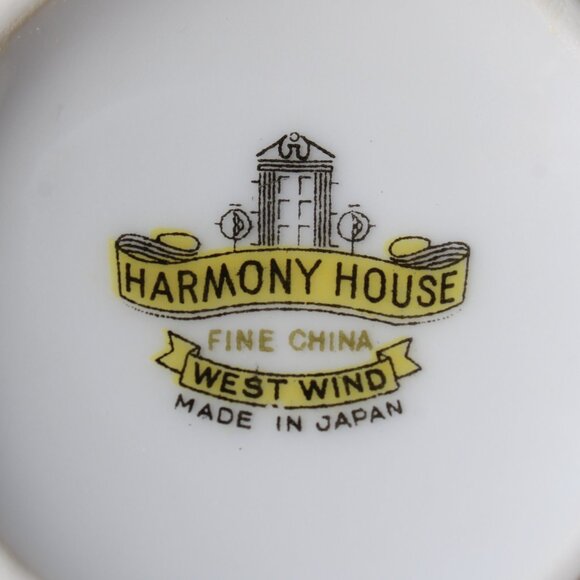 HARMONY HOUSE
FINE CHINA
WEST WIND
MADE IN JAPAN